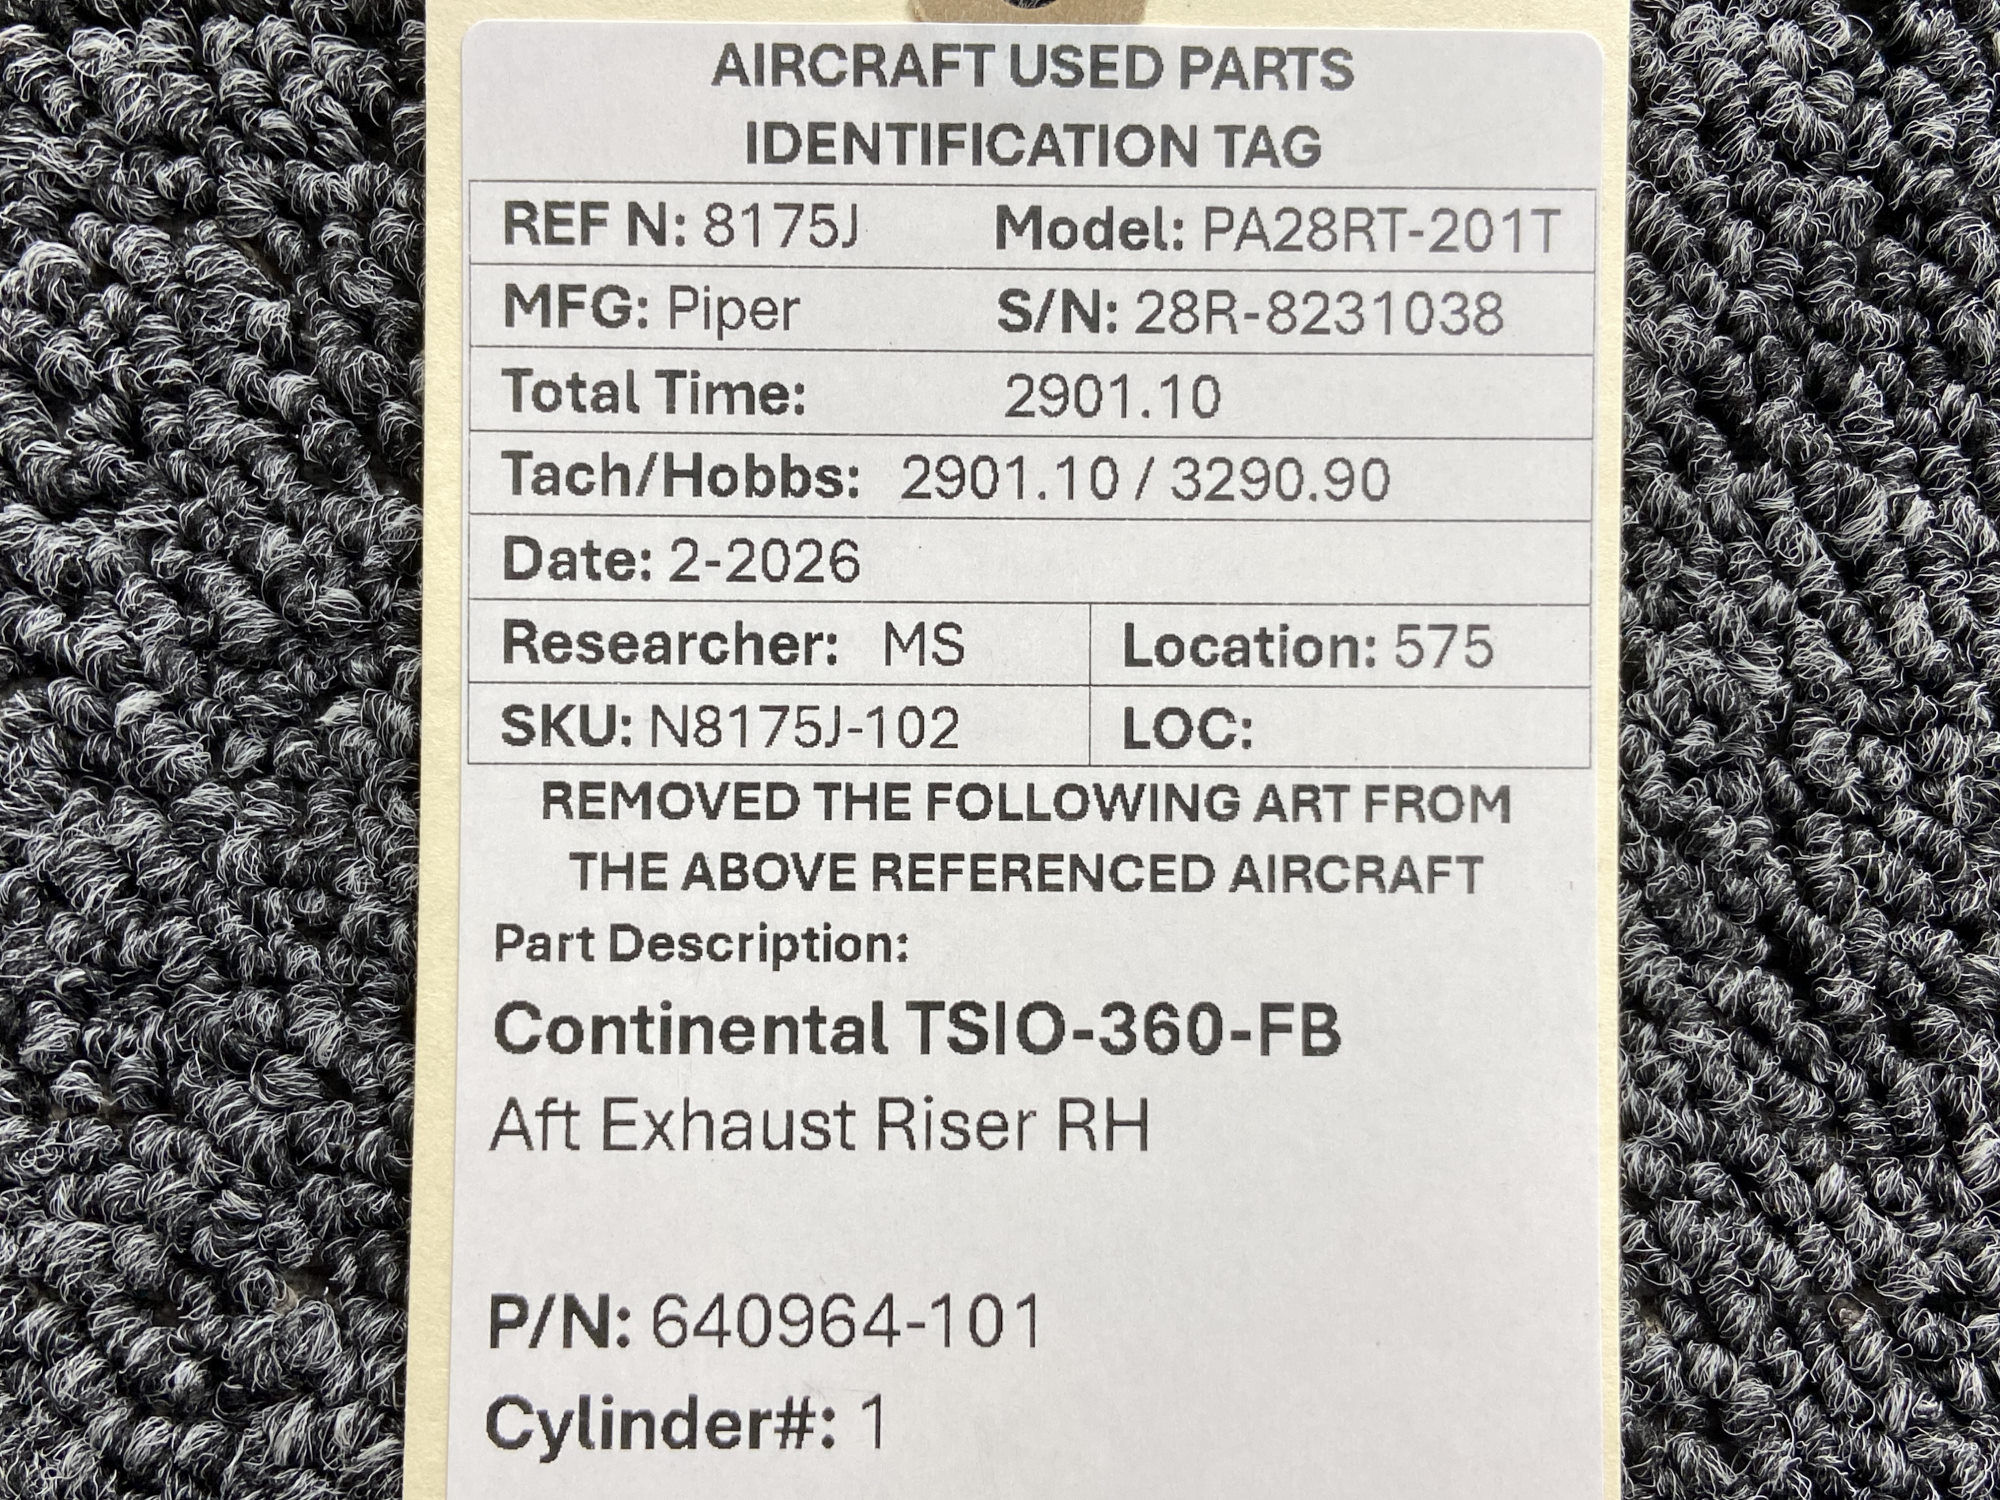 AIRCRAFT USED PARTS
IDENTIFICATION TAG
REF N: 8175J Model: PA28RT-201T
MFG: Piper S/N: 28R-8231038
Total Time: 2901.10
Tach/Hobbs: 2901.10 / 3290.90
Date: 2-2026
Researcher: MS Location: 575
SKU: N8175J-102 LOC:
REMOVED THE FOLLOWING ART FROM
THE ABOVE REFERENCED AIRCRAFT
Part Description:
Continental TSIO-360-FB
Aft Exhaust Riser RH
P/N: 640964-101
Cylinder#: 1